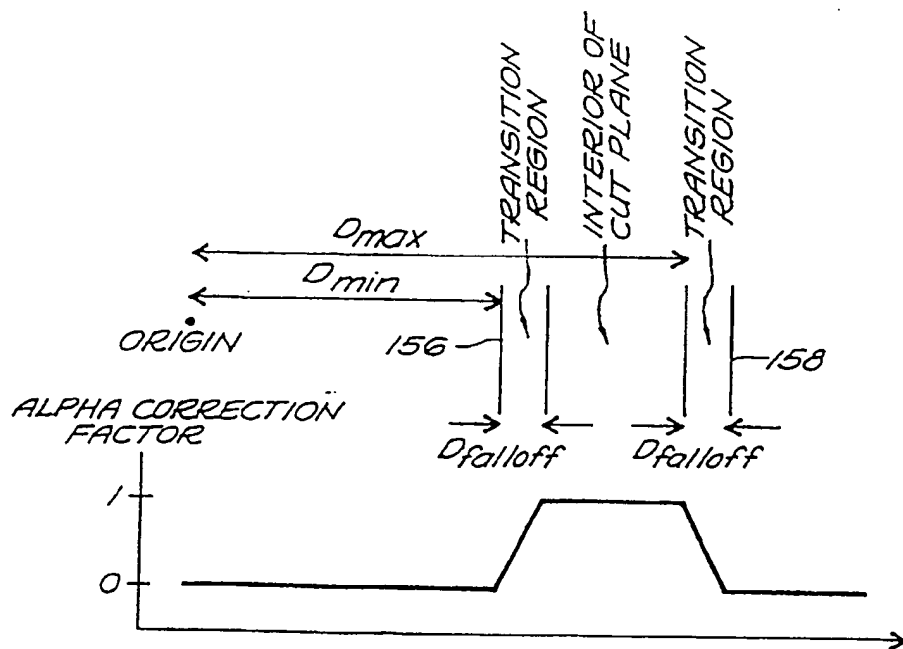 TRANSITION
REGION
INTERIOR OF
CUT PLANE
TRANSITION
REGION
Dmax
Dmin
ORIGIN
156
158
ALPHA CORRECTION
FACTOR
Dfalloff
Dfalloff
1
0